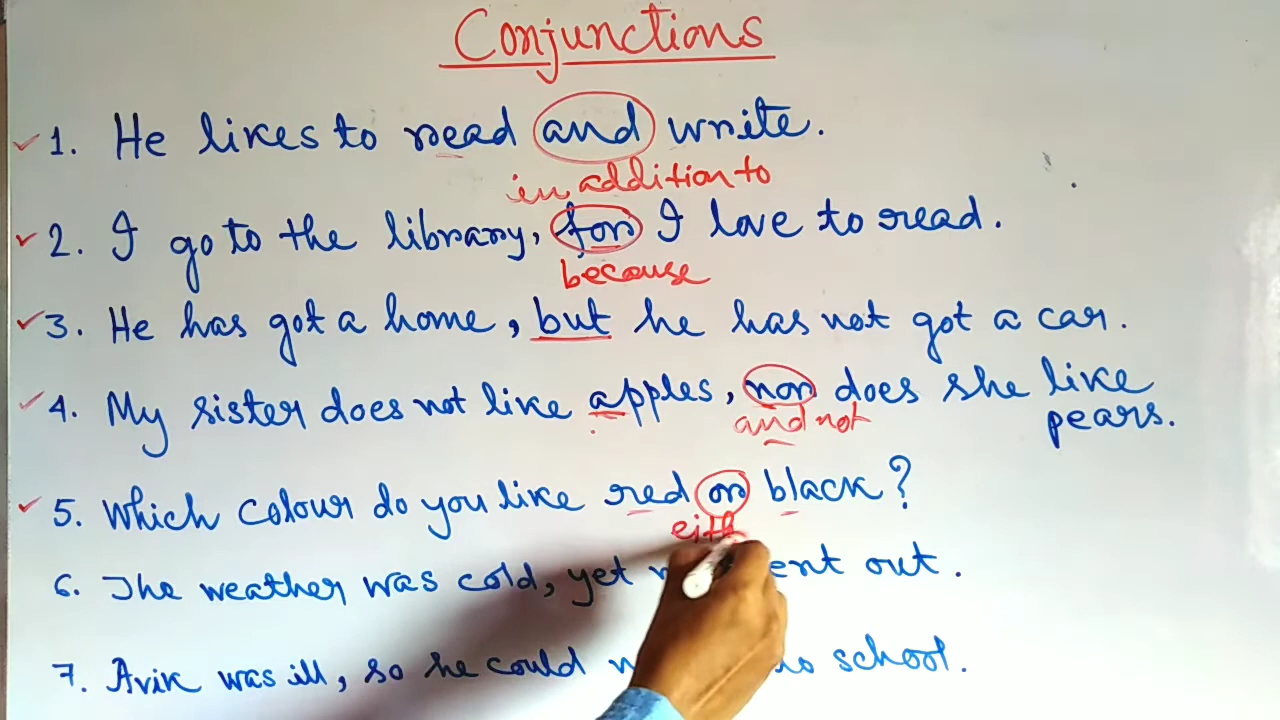 Conjunctions
1. He likes to read and write.
in addition to
2. I go to the library, for I love to read.
because
3. He has got a home, but he has not got a car.
4. My sister does not like apples, nor does she like
and not
pears.
5. Which colour do you like red or black?
eith
6. The weather was cold, yet out.
7. Avik was ill, so he could school.